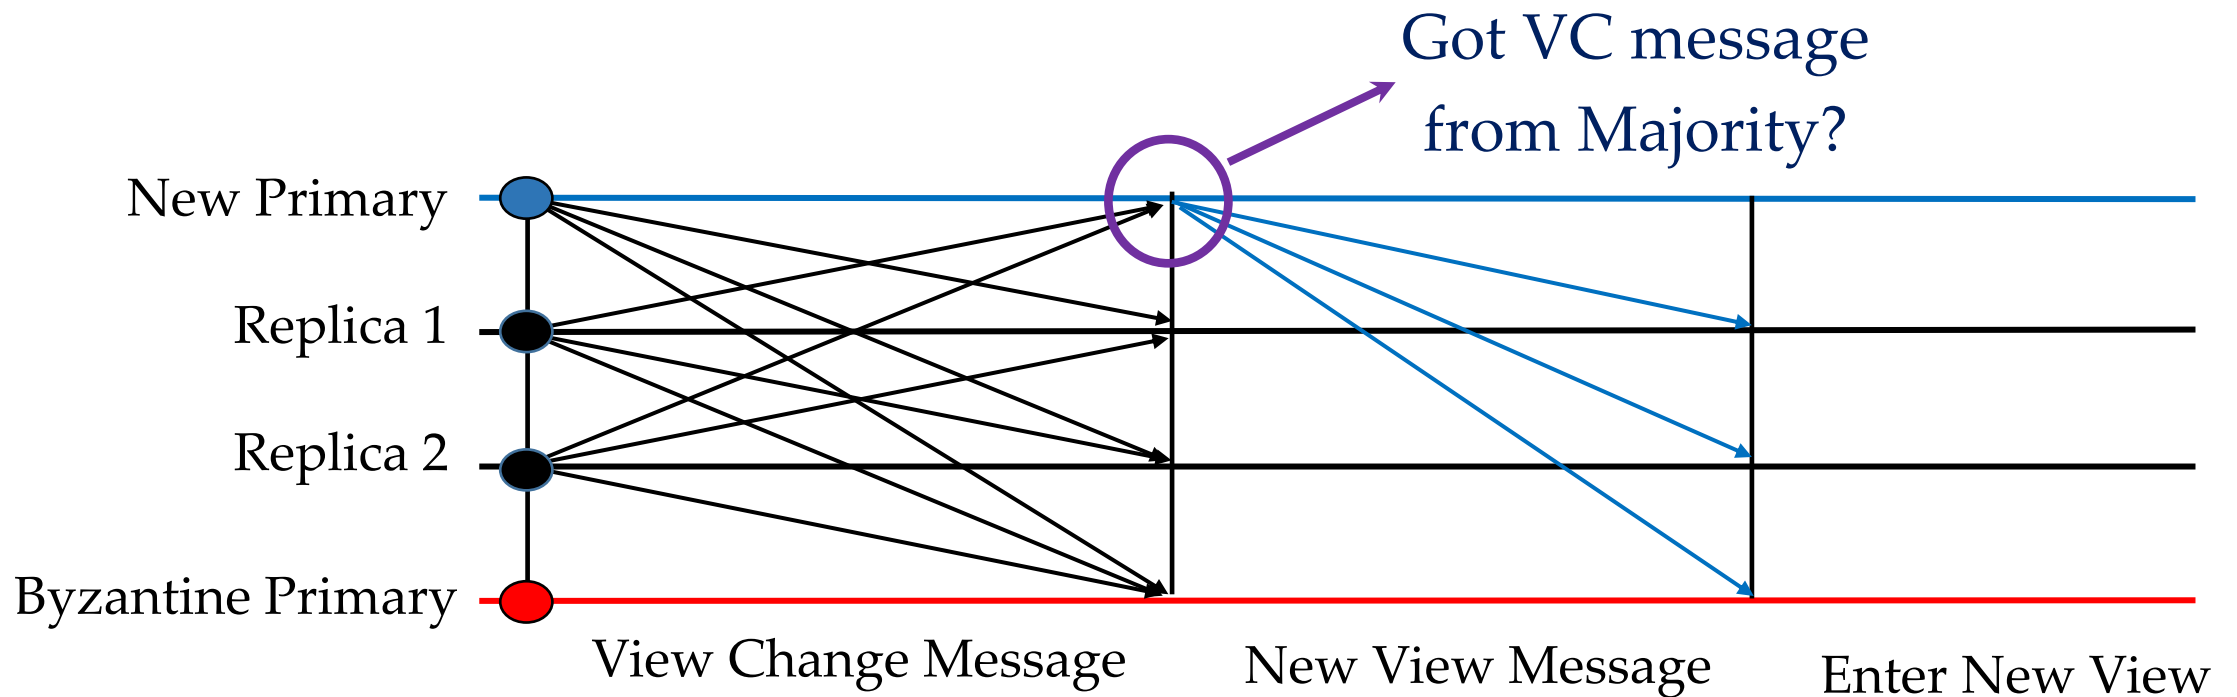 Got VC message
from Majority?
New Primary
Replica 1
Replica 2
Byzantine Primary
View Change Message
New View Message
Enter New View